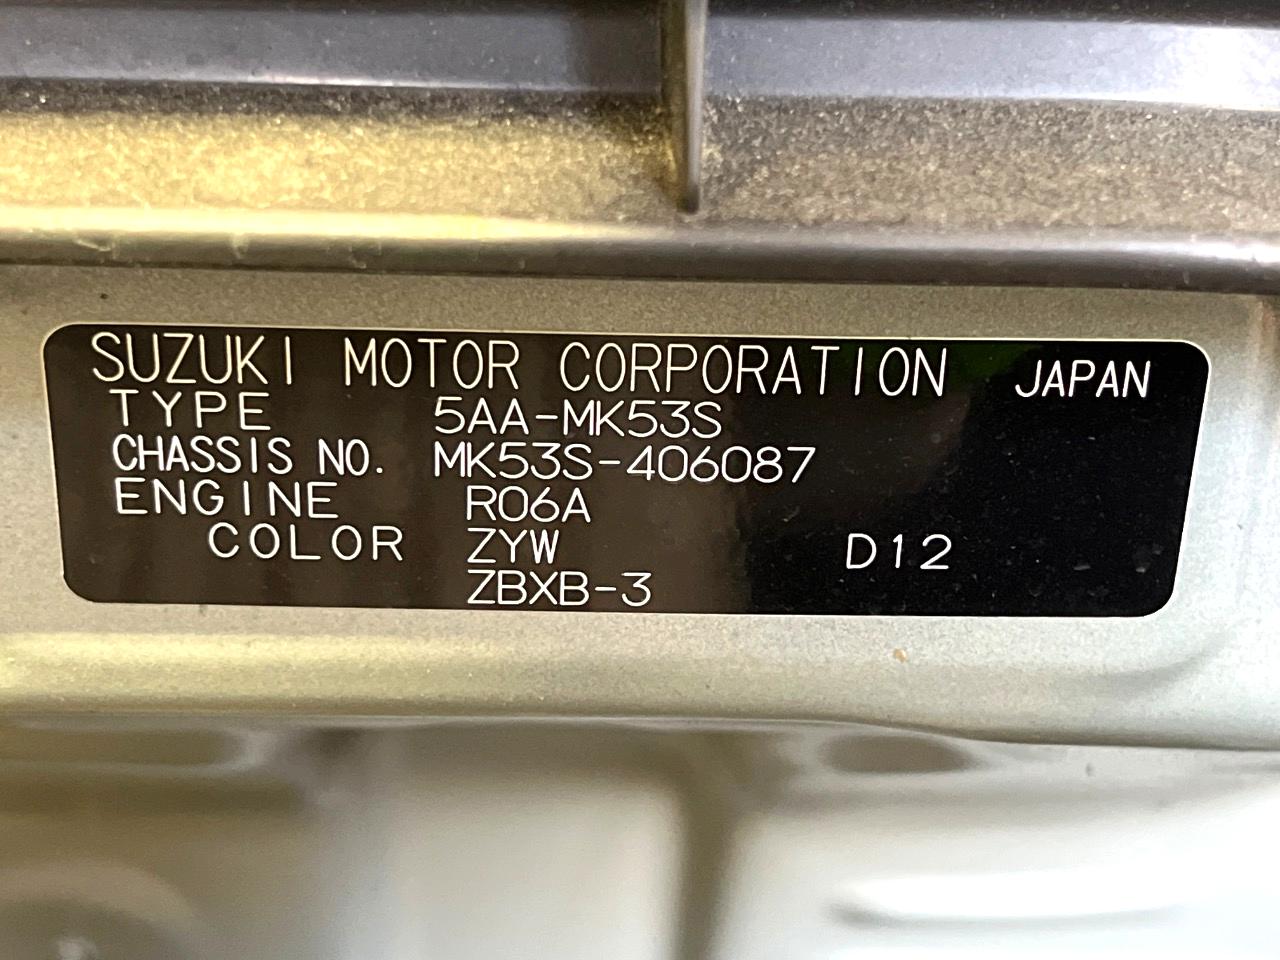 SUZUKI MOTOR CORPORATION JAPAN
TYPE 5AA-MK53S
CHASSIS NO. MK53S-406087
ENGINE R06A
COLOR ZYW D12
ZBXB-3